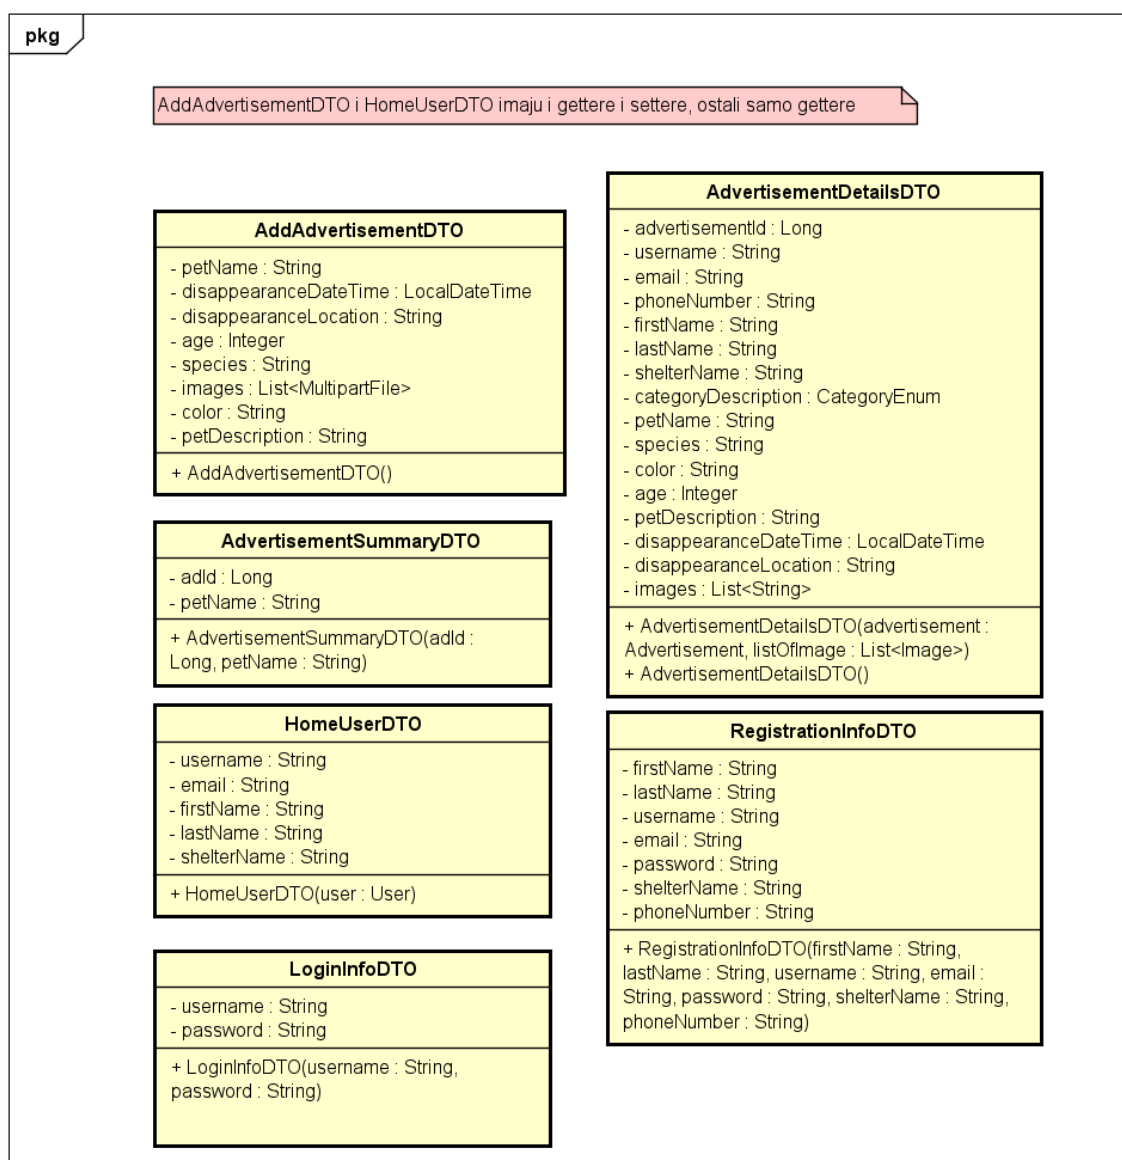 pkg
AddAdvertisementDTO i HomeUserDTO imaju i gettere i settere, ostali samo gettere
AddAdvertisementDTO
- petName : String
- disappearanceDateTime : LocalDateTime
- disappearanceLocation : String
- age : Integer
- species : String
- images : List<MultipartFile>
- color : String
- petDescription : String
+ AddAdvertisementDTO()
AdvertisementSummaryDTO
- adId : Long
- petName : String
+ AdvertisementSummaryDTO(adId :
Long, petName : String)
HomeUserDTO
- username : String
- email : String
- firstName : String
- lastName : String
- shelterName : String
+ HomeUserDTO(user : User)
LoginInfoDTO
- username : String
- password : String
+ LoginInfoDTO(username : String,
password : String)
AdvertisementDetailsDTO
- advertisementId : Long
- username : String
- email : String
- phoneNumber : String
- firstName : String
- lastName : String
- shelterName : String
- categoryDescription : CategoryEnum
- petName : String
- species : String
- color : String
- age : Integer
- petDescription : String
- disappearanceDateTime : LocalDateTime
- disappearanceLocation : String
- images : List<String>
+ AdvertisementDetailsDTO(advertisement :
Advertisement, listOfImage : List<Image>)
+ AdvertisementDetailsDTO()
RegistrationInfoDTO
- firstName : String
- lastName : String
- username : String
- email : String
- password : String
- shelterName : String
- phoneNumber : String
+ RegistrationInfoDTO(firstName : String,
lastName : String, username : String, email :
String, password : String, shelterName : String,
phoneNumber : String)